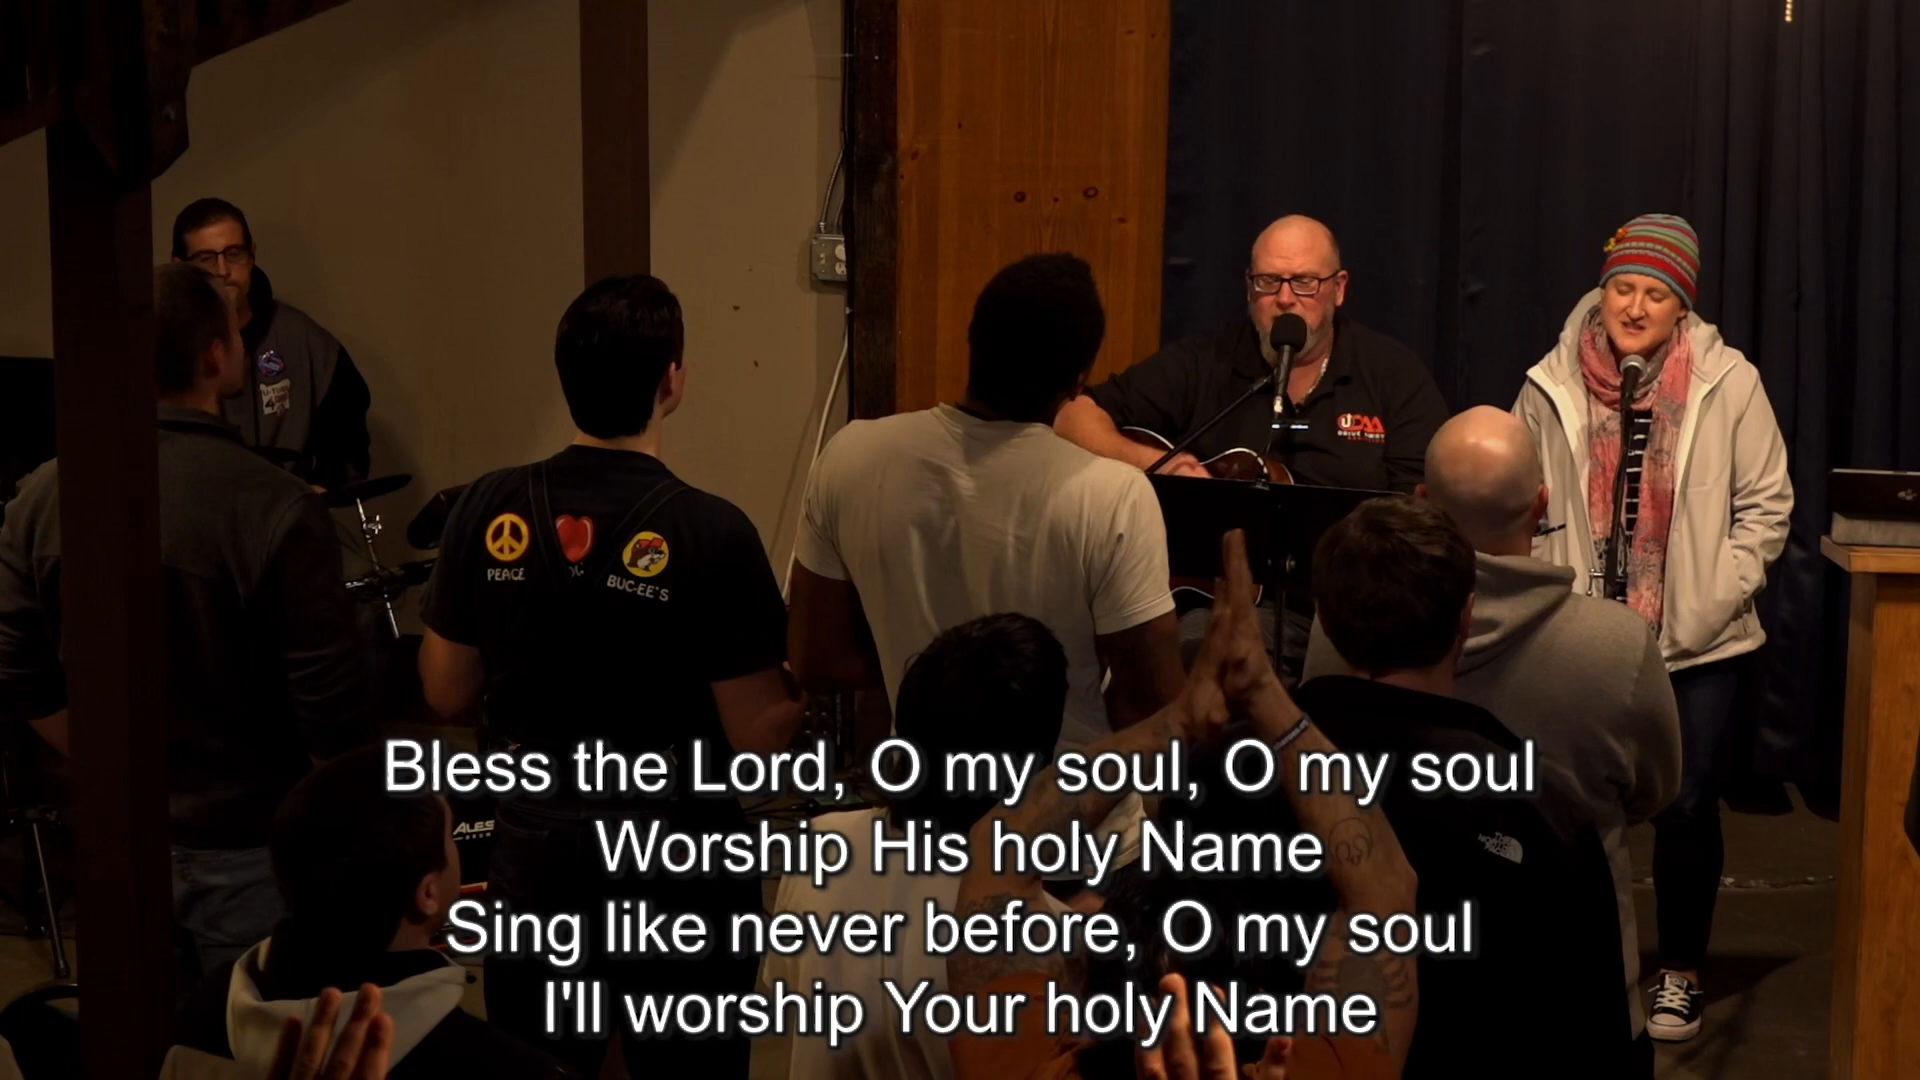 PEACE
BUC-EE'S
Bless the Lord, O my soul, O my soul
Worship His holy Name
Sing like never before, O my soul
I'll worship Your holy Name